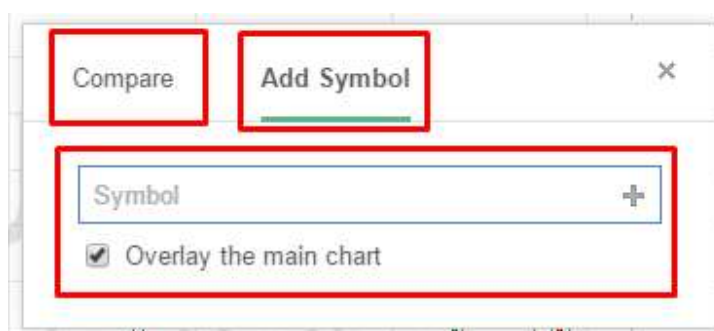 Compare Add Symbol ×
Symbol
Overlay the main chart